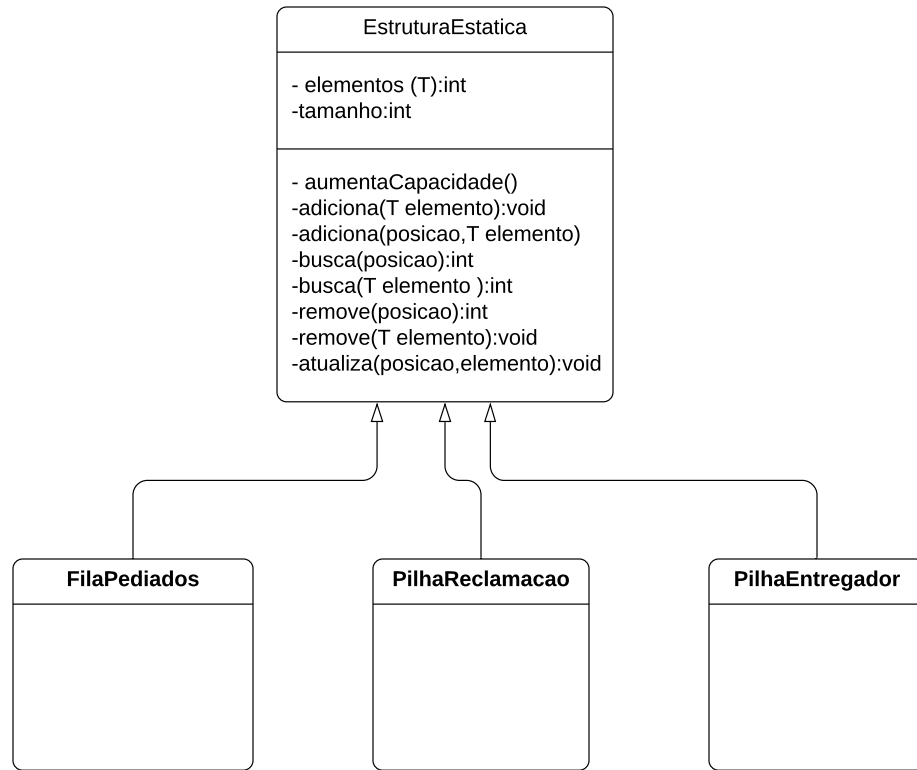 EstruturaEstatica
- elementos (T):int
-tamanho:int
- aumentaCapacidade()
-adiciona(T elemento):void
-adiciona(posicao,T elemento)
-busca(posicao):int
-busca(T elemento ):int
-remove(posicao):int
-remove(T elemento):void
-atualiza(posicao,elemento):void
FilaPediados
PilhaReclamacao
PilhaEntregador